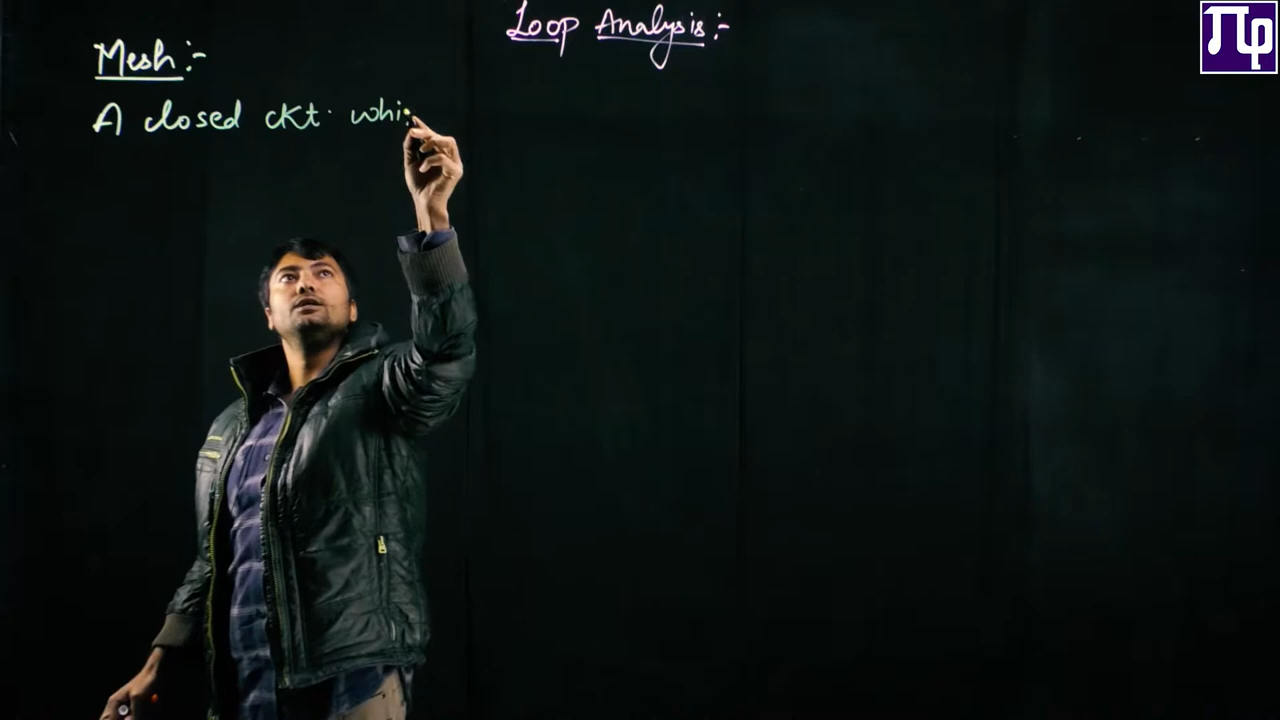 Loop Analysis :-
Mesh :-
A closed ckt. whi